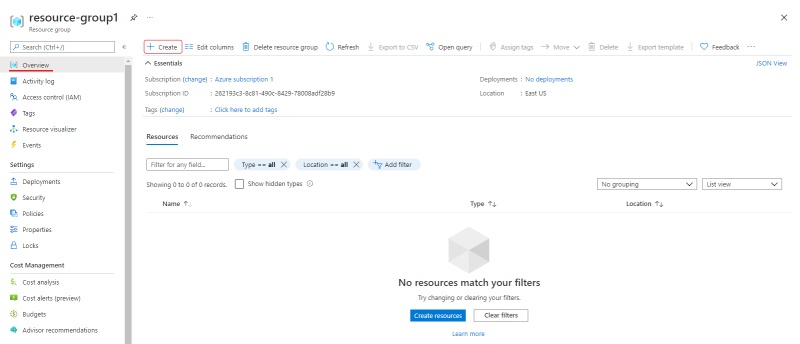 resource-group1
Resource group
Search (Ctrl+/)
Create
Edit columns
Delete resource group
Refresh
Export to CSV
Open query
Assign tags
Move
Delete
Export template
Feedback
Overview
Activity log
Access control (IAM)
Tags
Resource visualizer
Events
Settings
Deployments
Security
Policies
Properties
Locks
Cost Management
Cost analysis
Cost alerts (preview)
Budgets
Advisor recommendations
Essentials
JSON View
Subscription (change) : Azure subscription 1
Deployments : No deployments
Subscription ID : 262193c3-8c81-490c-8429-78008adf28b9
Location : East US
Tags (change) : Click here to add tags
Resources Recommendations
Filter for any field...
Type == all
Location == all
Add filter
Showing 0 to 0 of 0 records.
Show hidden types
No grouping
List view
Name
Type
Location
No resources match your filters
Try changing or clearing your filters.
Create resources
Clear filters
Learn more